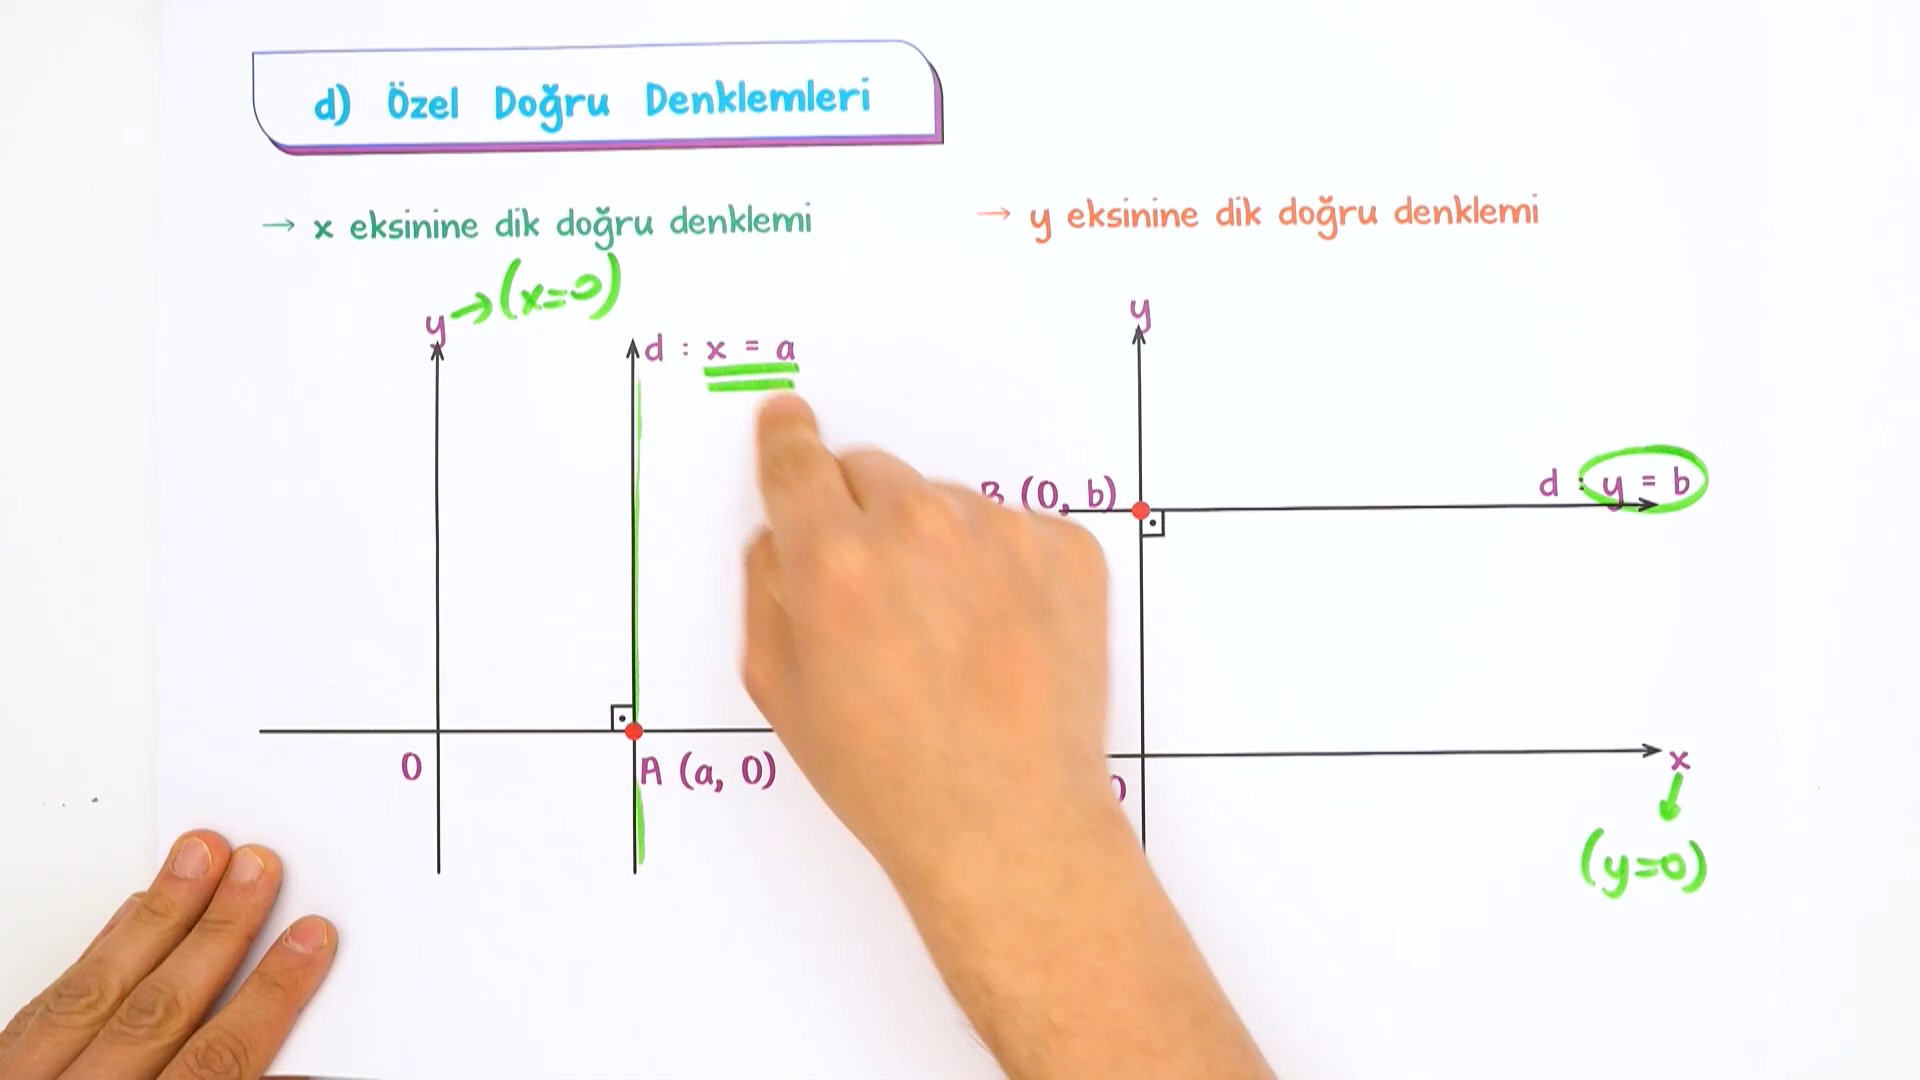 d) Özel Doğru Denklemleri
→ x eksinine dik doğru denklemi
→(x=0)
y
d : x = a
0
A (a, 0)
→ y eksinine dik doğru denklemi
y
(0, b)
d : y = b
x
(y=0)